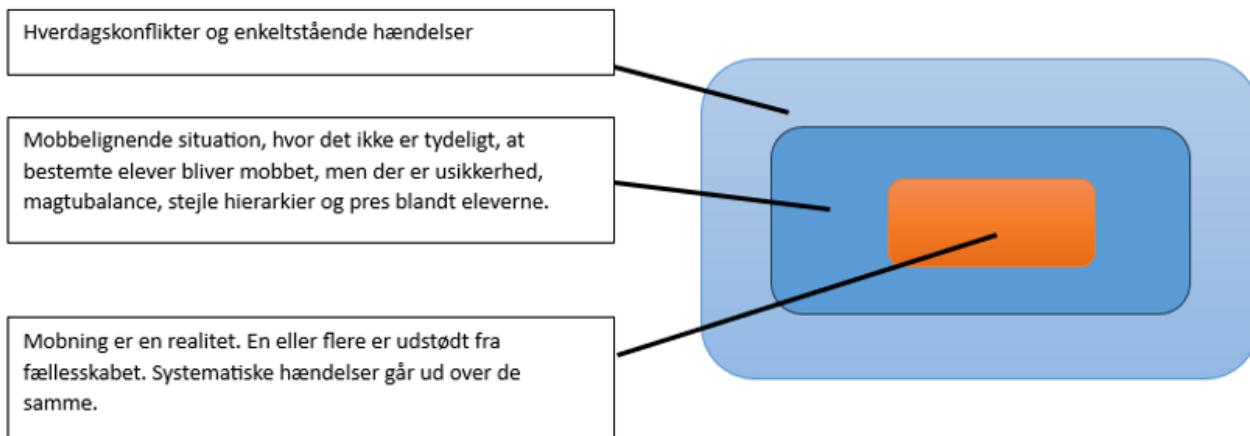 Hverdagskonflikter og enkeltstående hændelser
Mobbelignende situation, hvor det ikke er tydeligt, at
bestemte elever bliver mobbet, men der er usikkerhed,
magtubalance, stejle hierarkier og pres blandt eleverne.
Mobning er en realitet. En eller flere er udstødt fra
fællesskabet. Systematiske hændelser går ud over de
samme.